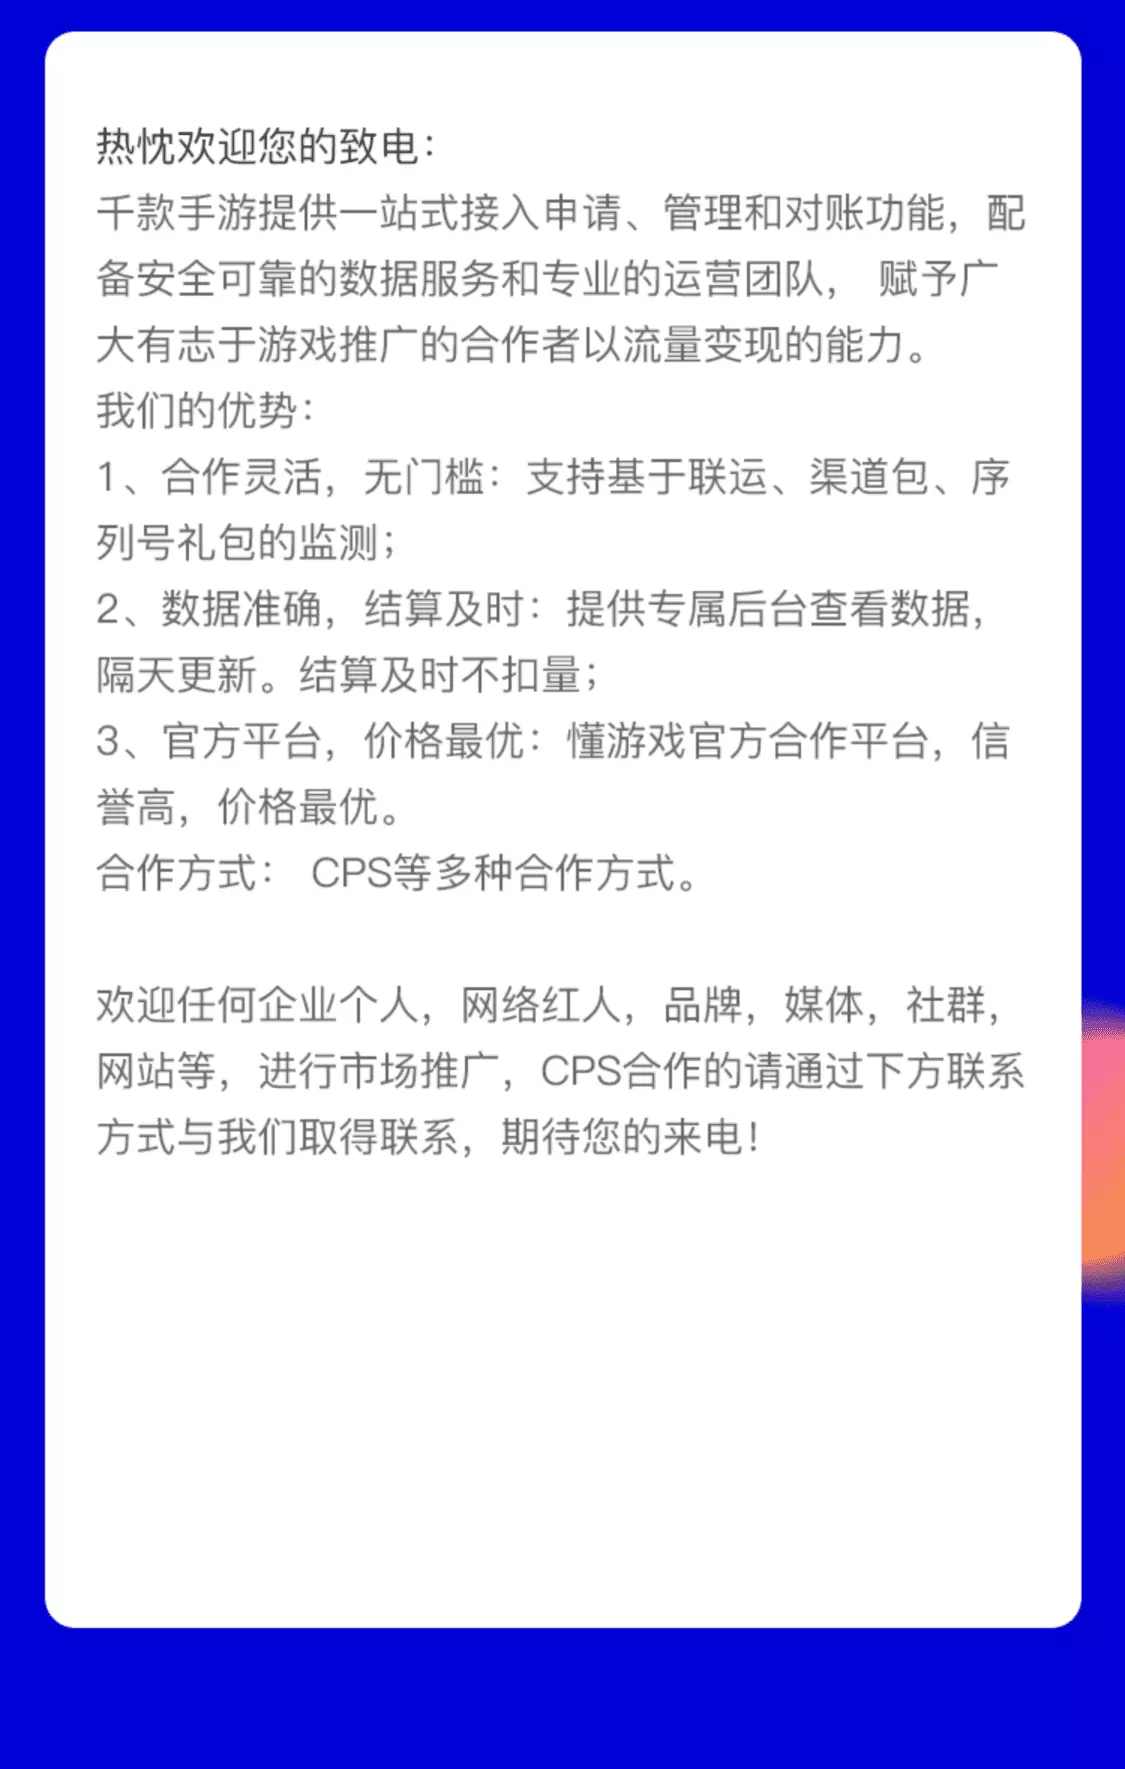 热忱欢迎您的致电：
千款手游提供一站式接入申请、管理和对账功能，配
备安全可靠的数据服务和专业的运营团队， 赋予广
大有志于游戏推广的合作者以流量变现的能力。
我们的优势：
1、合作灵活，无门槛：支持基于联运、渠道包、序
列号礼包的监测；
2、数据准确，结算及时：提供专属后台查看数据，
隔天更新。结算及时不扣量；
3、官方平台，价格最优：懂游戏官方合作平台，信
誉高，价格最优。
合作方式： CPS等多种合作方式。
欢迎任何企业个人，网络红人，品牌，媒体，社群，
网站等，进行市场推广，CPS合作的请通过下方联系
方式与我们取得联系，期待您的来电！